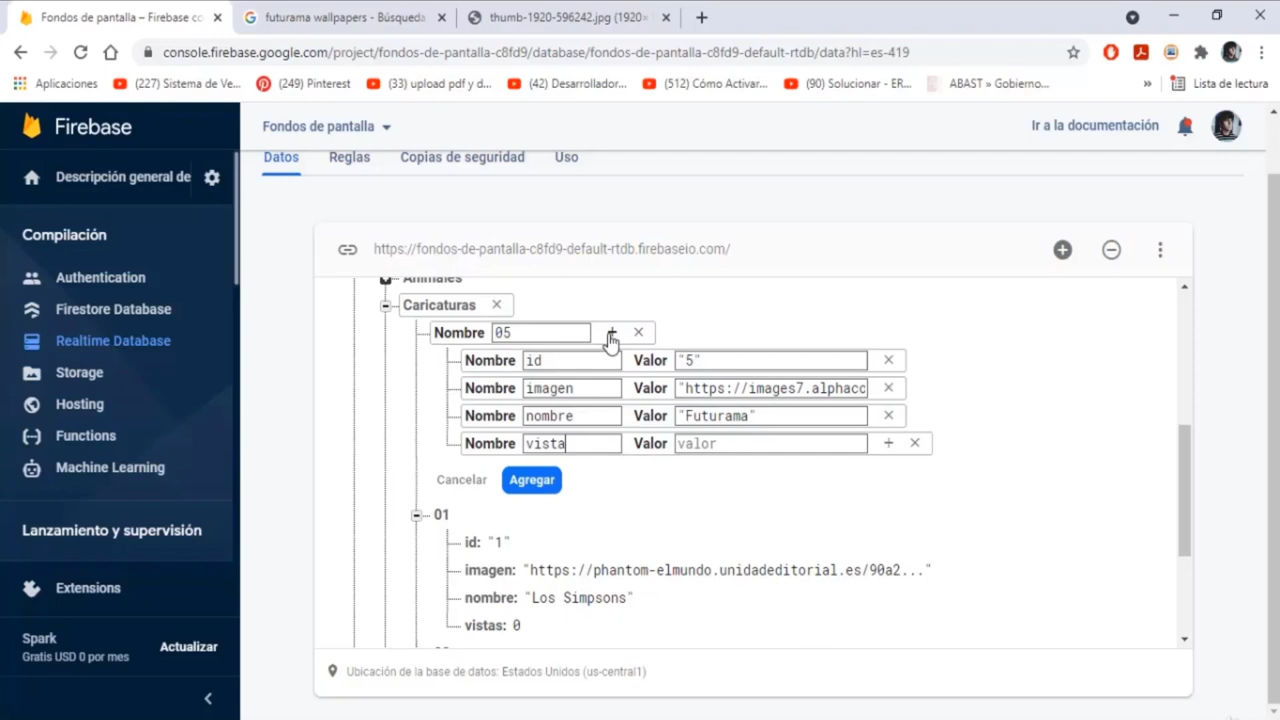 Fondos de pantalla – Firebase co
futurama wallpapers - Búsqueda
thumb-1920-596242.jpg (1920×
console.firebase.google.com/project/fondos-de-pantalla-c8fd9/database/fondos-de-pantalla-c8fd9-default-rtdb/data?hl=es-419
Aplicaciones
(227) Sistema de Ve...
(249) Pinterest
(33) upload pdf y d...
(42) Desarrollador...
(512) Cómo Activar...
(90) Solucionar - ER...
ABAST » Gobierno...
»
Lista de lectura
Firebase
Fondos de pantalla
Ir a la documentación
Descripción general de
Datos
Reglas
Copias de seguridad
Uso
Compilación
Authentication
Firestore Database
Realtime Database
Storage
Hosting
Functions
Machine Learning
Lanzamiento y supervisión
Extensions
Spark
Gratis USD 0 por mes
Actualizar
https://fondos-de-pantalla-c8fd9-default-rtdb.firebaseio.com/
Animales
Caricaturas
Nombre 05
Nombre id Valor "5"
Nombre imagen Valor "https://images7.alphacc
Nombre nombre Valor "Futurama"
Nombre vista Valor valor
Cancelar Agregar
01
id: "1"
imagen: "https://phantom-elmundo.unidadeditorial.es/90a2..."
nombre: "Los Simpsons"
vistas: 0
Ubicación de la base de datos: Estados Unidos (us-central1)